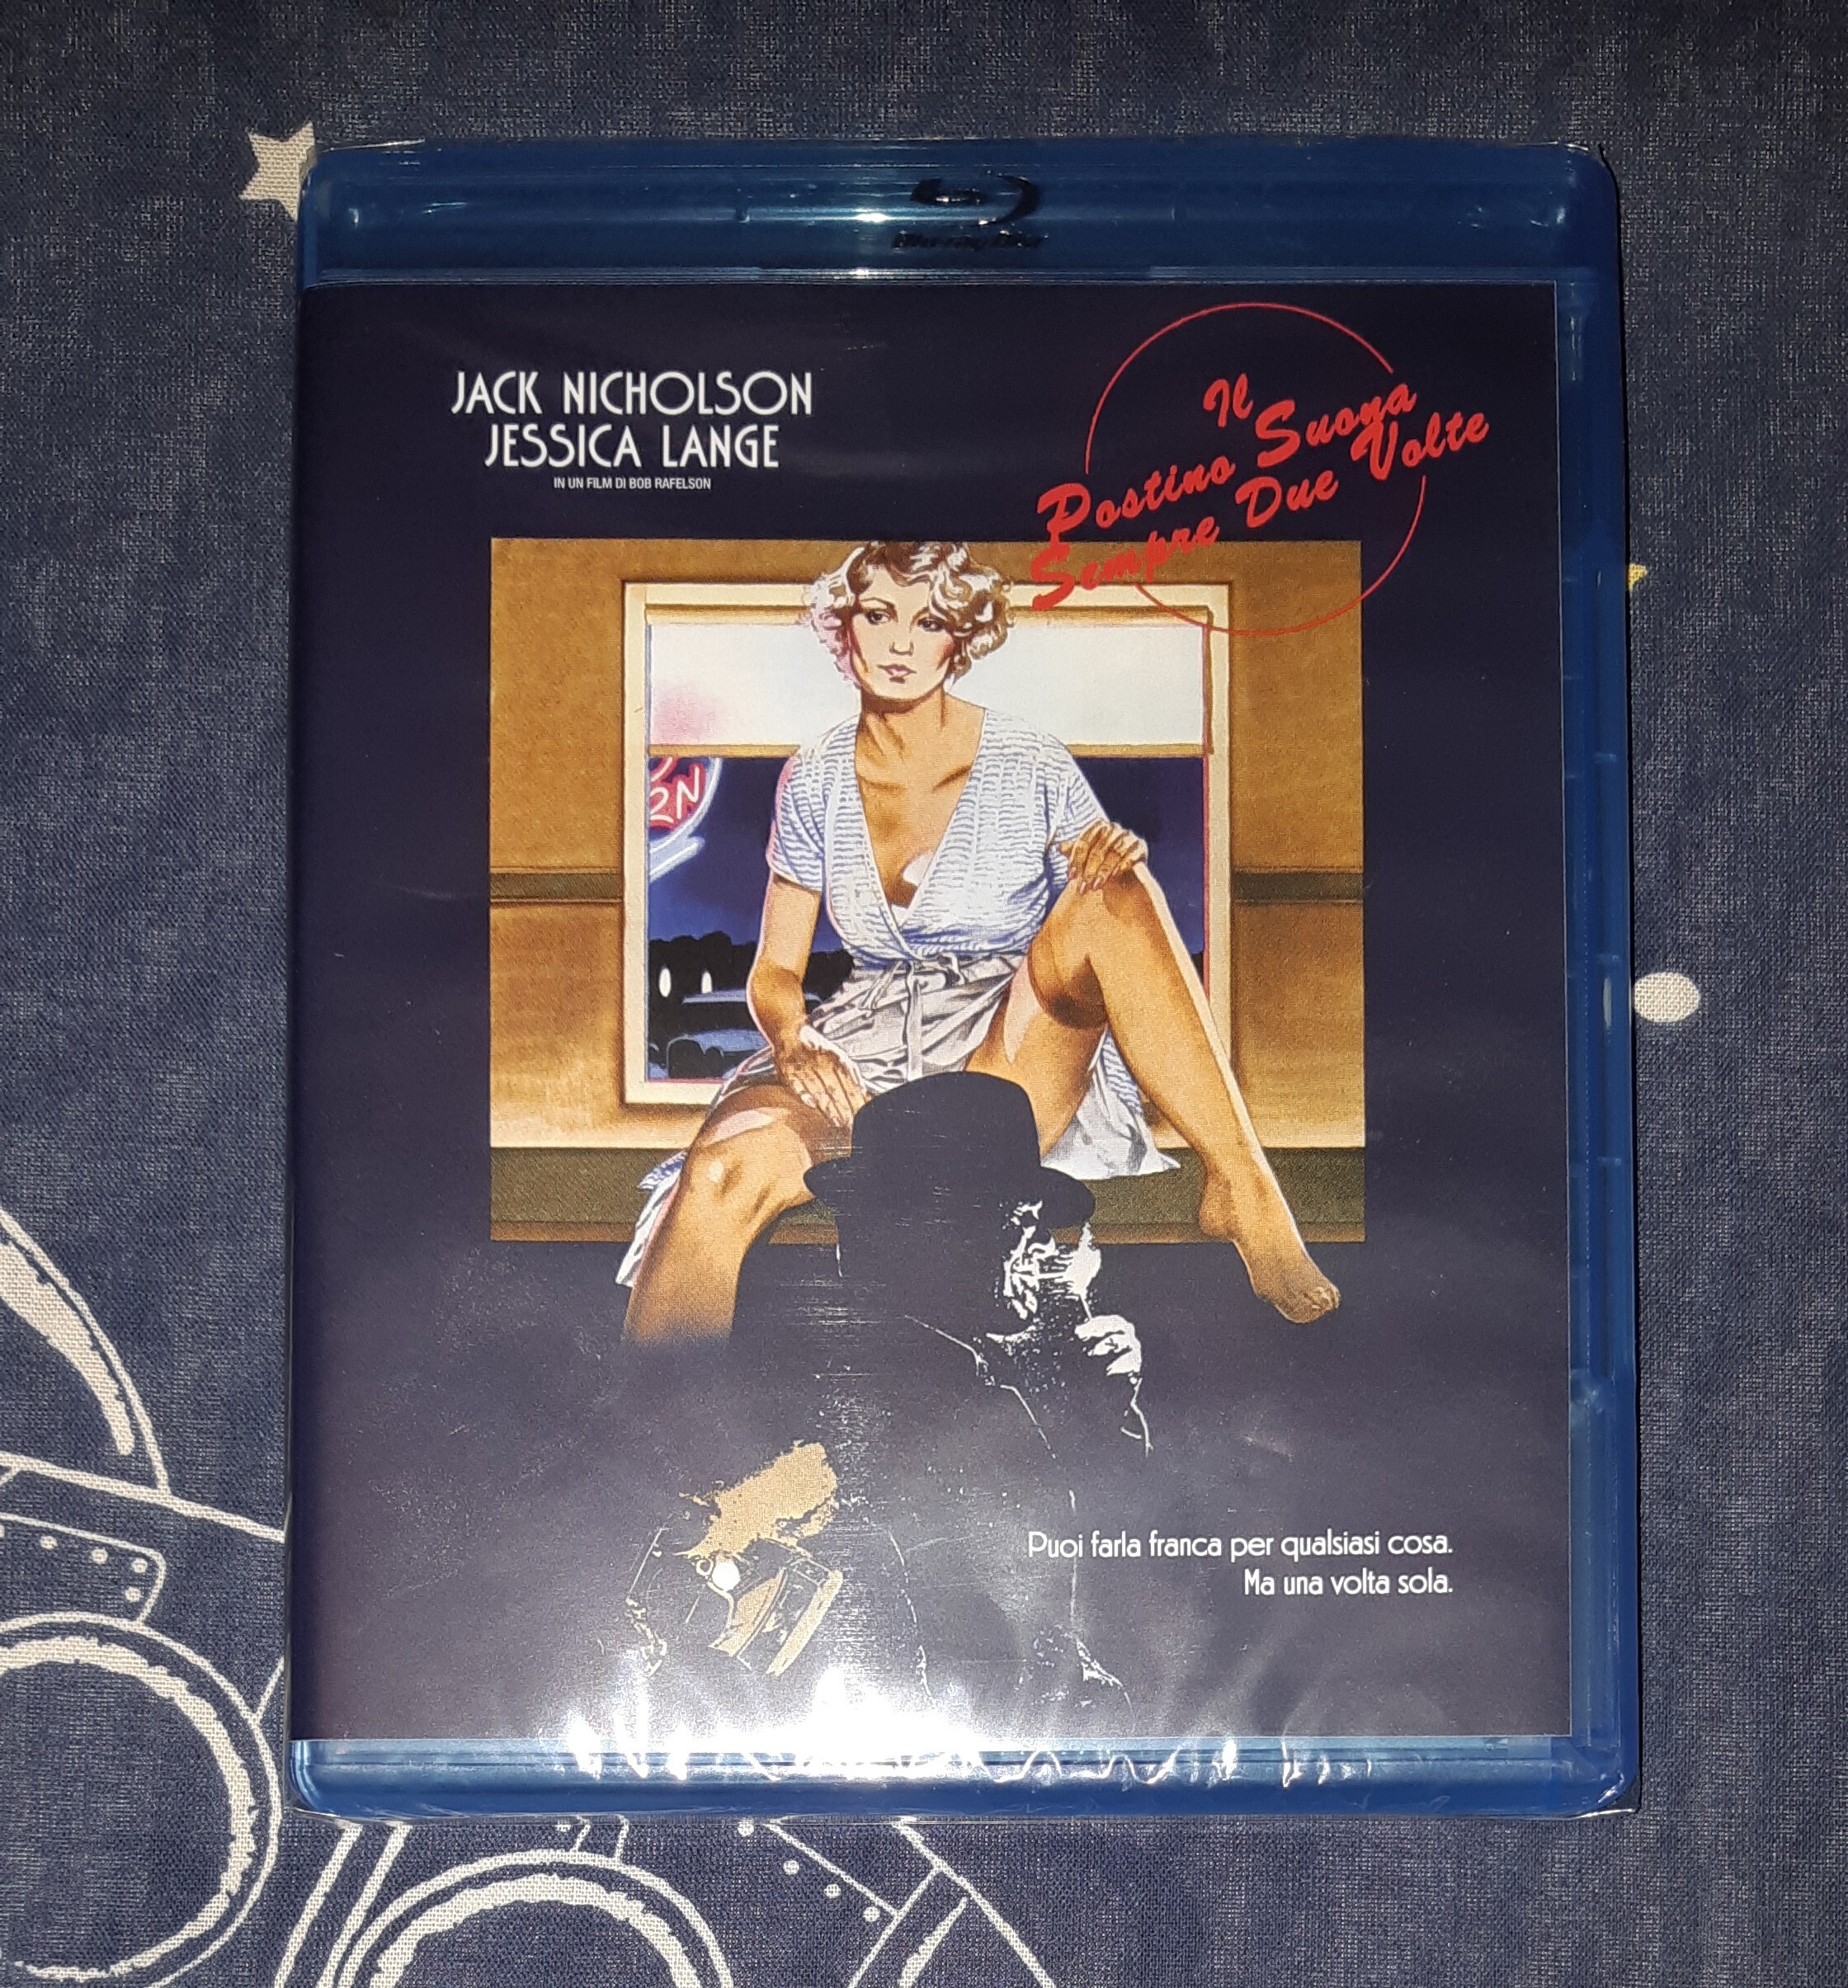 Blu-ray Disc
JACK NICHOLSON
JESSICA LANGE
IN UN FILM DI BOB RAFELSON
Il
Postino Suona
Sempre Due Volte
Puoi farla franca per qualsiasi cosa.
Ma una volta sola.